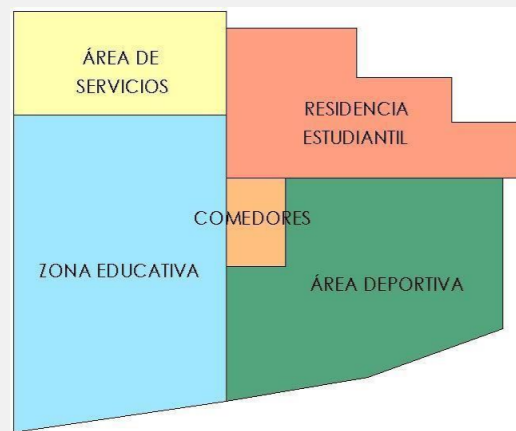 ÁREA DE
SERVICIOS
RESIDENCIA
ESTUDIANTIL
COMEDORES
ZONA EDUCATIVA
ÁREA DEPORTIVA